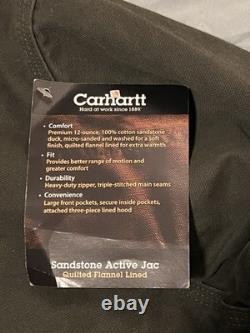 Carhartt
Hard at work since 1889.
• Comfort
Premium 12-ounce, 100% cotton sandstone
duck, micro-sanded and washed for a soft
finish, quilted flannel lined for extra warmth
• Fit
Provides better range of motion and
greater comfort
• Durability
Heavy-duty zipper, triple-stitched main seams
• Convenience
Large front pockets, secure inside pockets,
attached three-piece lined hood
Sandstone Active Jac
Quilted Flannel Lined
ebay